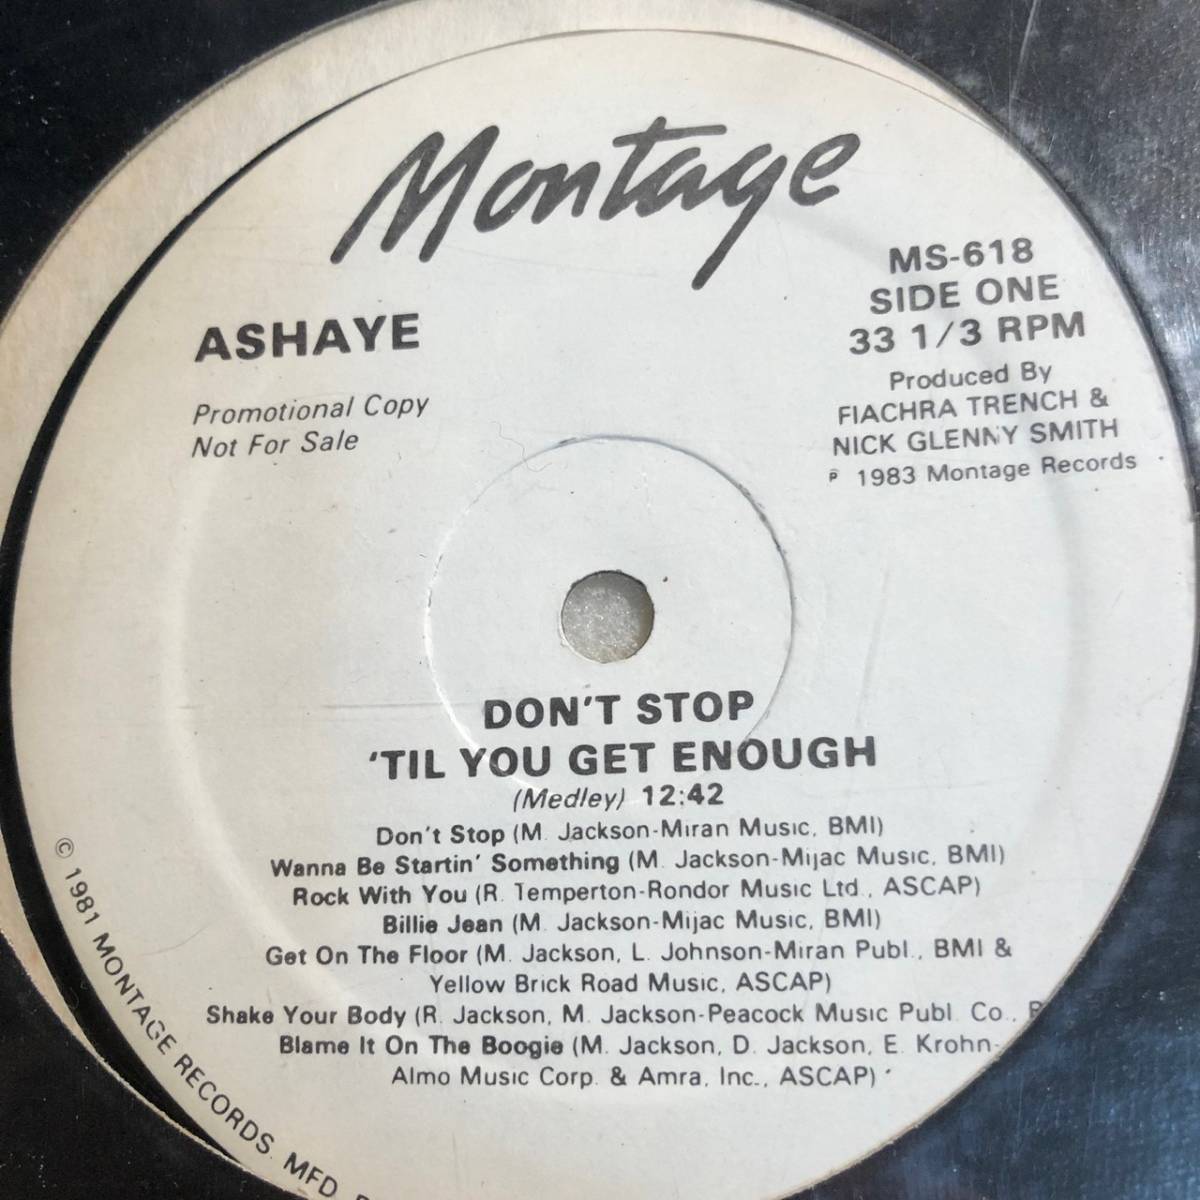 Montage
ASHAYE
Promotional Copy
Not For Sale
MS-618
SIDE ONE
33 1/3 RPM
Produced By
FIACHRA TRENCH &
NICK GLENNY SMITH
℗ 1983 Montage Records
DON'T STOP
'TIL YOU GET ENOUGH
(Medley) 12:42
Don't Stop (M. Jackson-Miran Music, BMI)
Wanna Be Startin' Something (M. Jackson-Mijac Music, BMI)
Rock With You (R. Temperton-Rondor Music Ltd., ASCAP)
Billie Jean (M. Jackson-Mijac Music, BMI)
Get On The Floor (M. Jackson, L. Johnson-Miran Publ., BMI &
Yellow Brick Road Music, ASCAP)
Shake Your Body (R. Jackson, M. Jackson-Peacock Music Publ. Co.,
Blame It On The Boogie (M. Jackson, D. Jackson, E. Krohn-
Almo Music Corp. & Amra, Inc., ASCAP)
© 1981 MONTAGE RECORDS. MFD.